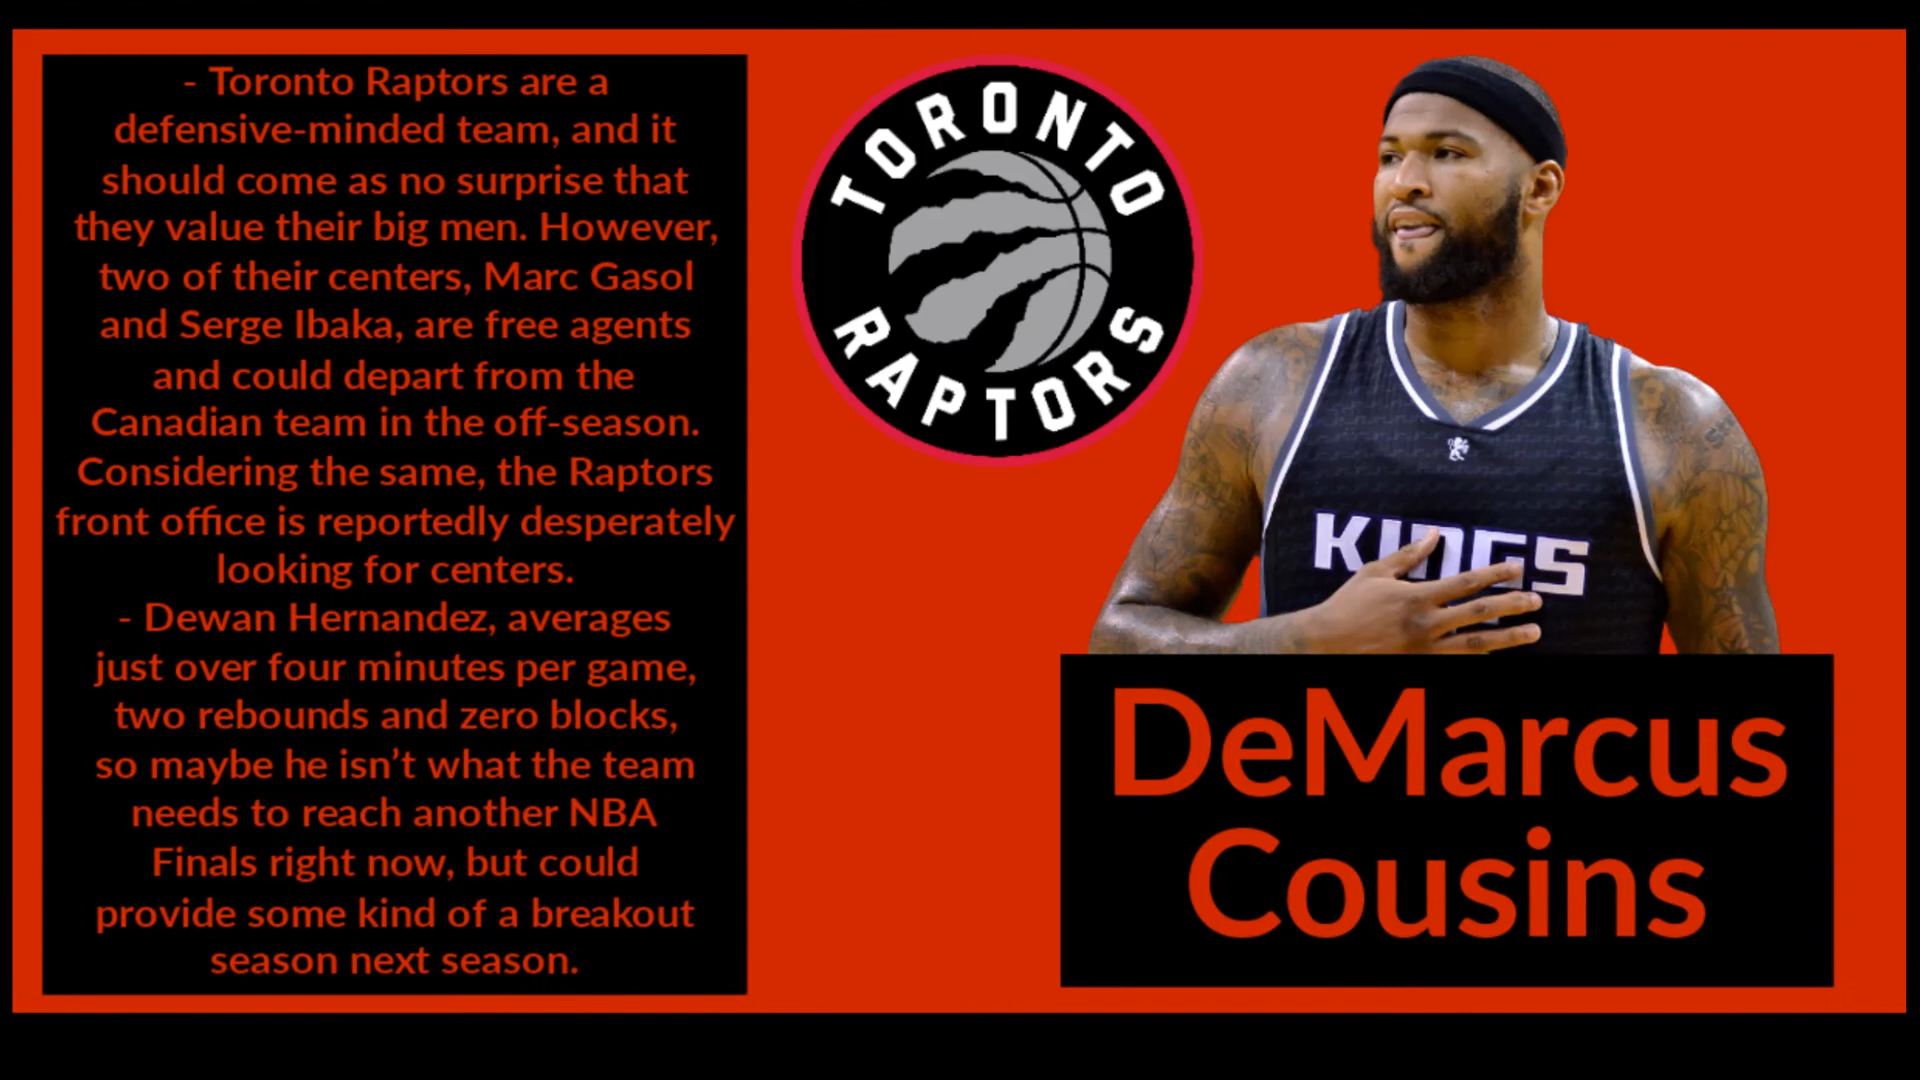 - Toronto Raptors are a
defensive-minded team, and it
should come as no surprise that
they value their big men. However,
two of their centers, Marc Gasol
and Serge Ibaka, are free agents
and could depart from the
Canadian team in the off-season.
Considering the same, the Raptors
front office is reportedly desperately
looking for centers.
- Dewan Hernandez, averages
just over four minutes per game,
two rebounds and zero blocks,
so maybe he isn’t what the team
needs to reach another NBA
Finals right now, but could
provide some kind of a breakout
season next season.
TORONTO
RAPTORS
KINGS
DeMarcus
Cousins